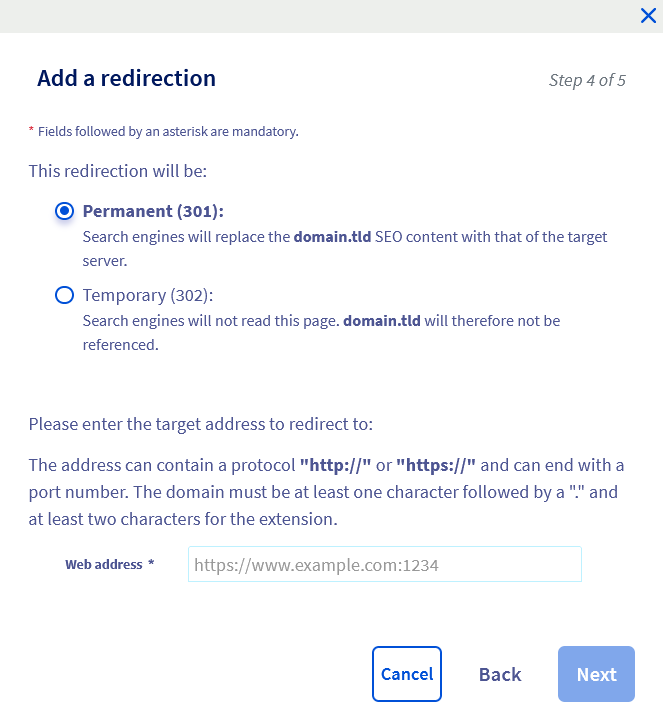 Add a redirection
Step 4 of 5
* Fields followed by an asterisk are mandatory.
This redirection will be:
Permanent (301):
Search engines will replace the domain.tld SEO content with that of the target
server.
Temporary (302):
Search engines will not read this page. domain.tld will therefore not be
referenced.
Please enter the target address to redirect to:
The address can contain a protocol "http://" or "https://" and can end with a
port number. The domain must be at least one character followed by a "." and
at least two characters for the extension.
Web address *
https://www.example.com:1234
Cancel
Back
Next